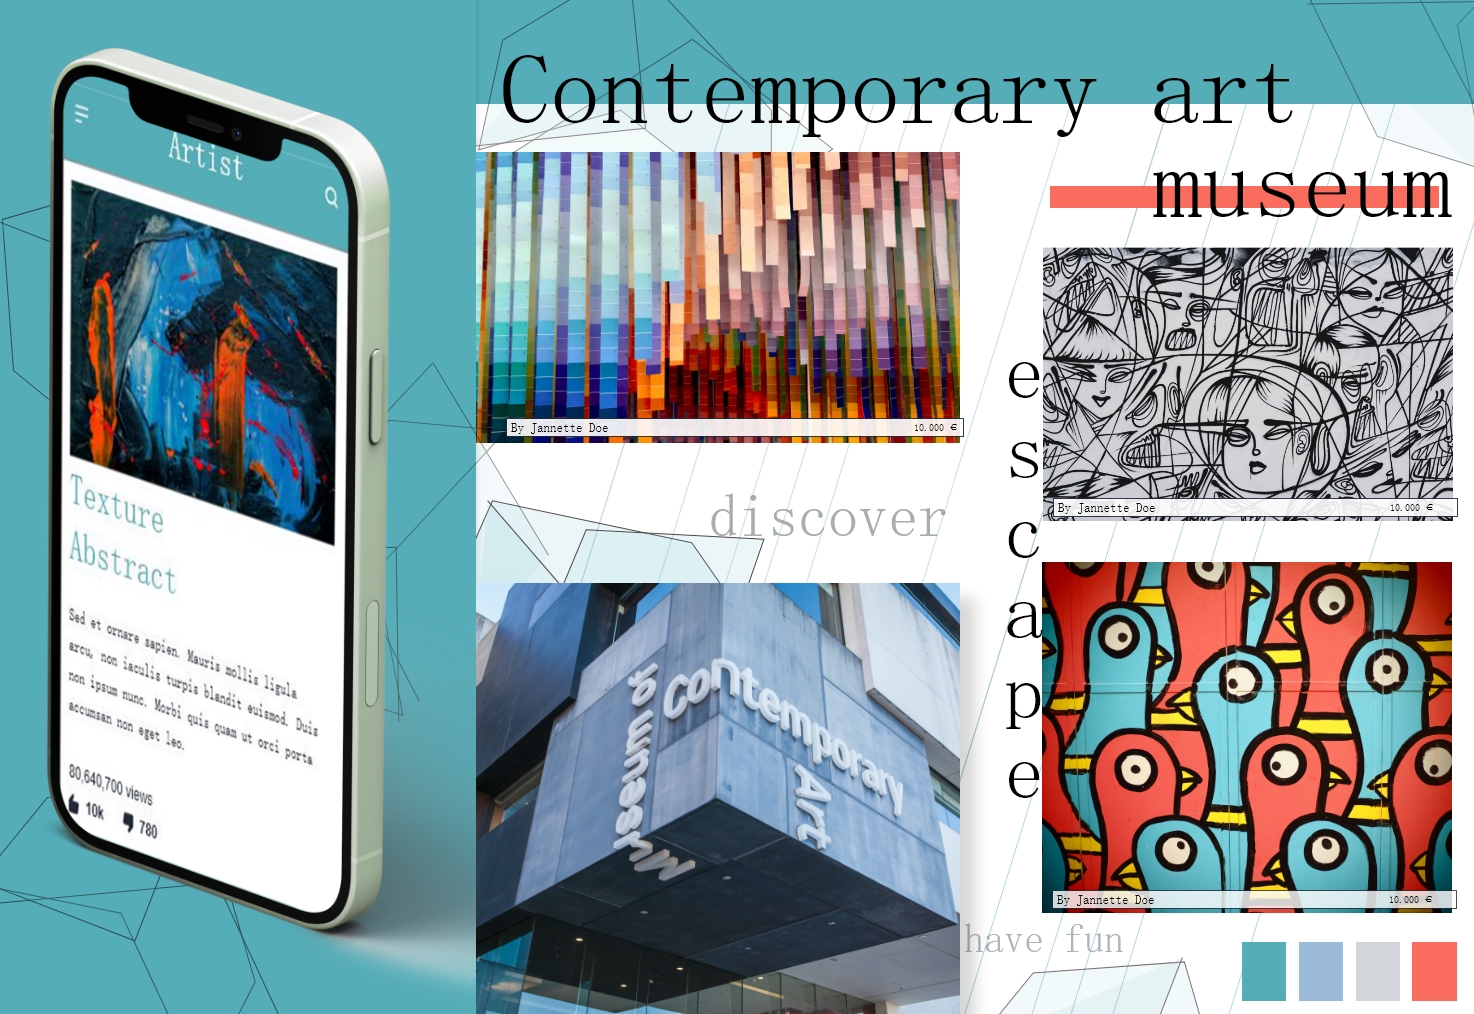 Artist
Texture
Abstract
Sed et ornare sapien. Mauris mollis ligula
arcu, non iaculis turpis blandit euismod. Duis
non ipsum nunc. Morbi quis quam ut orci porta
accumsan non eget leo.
80,640,700 views
10k 780
Contemporary art
museum
By Jannette Doe 10.000 €
By Jannette Doe 10.000 €
discover
escape
Museum of
Contemporary
Art
By Jannette Doe 10.000 €
have fun